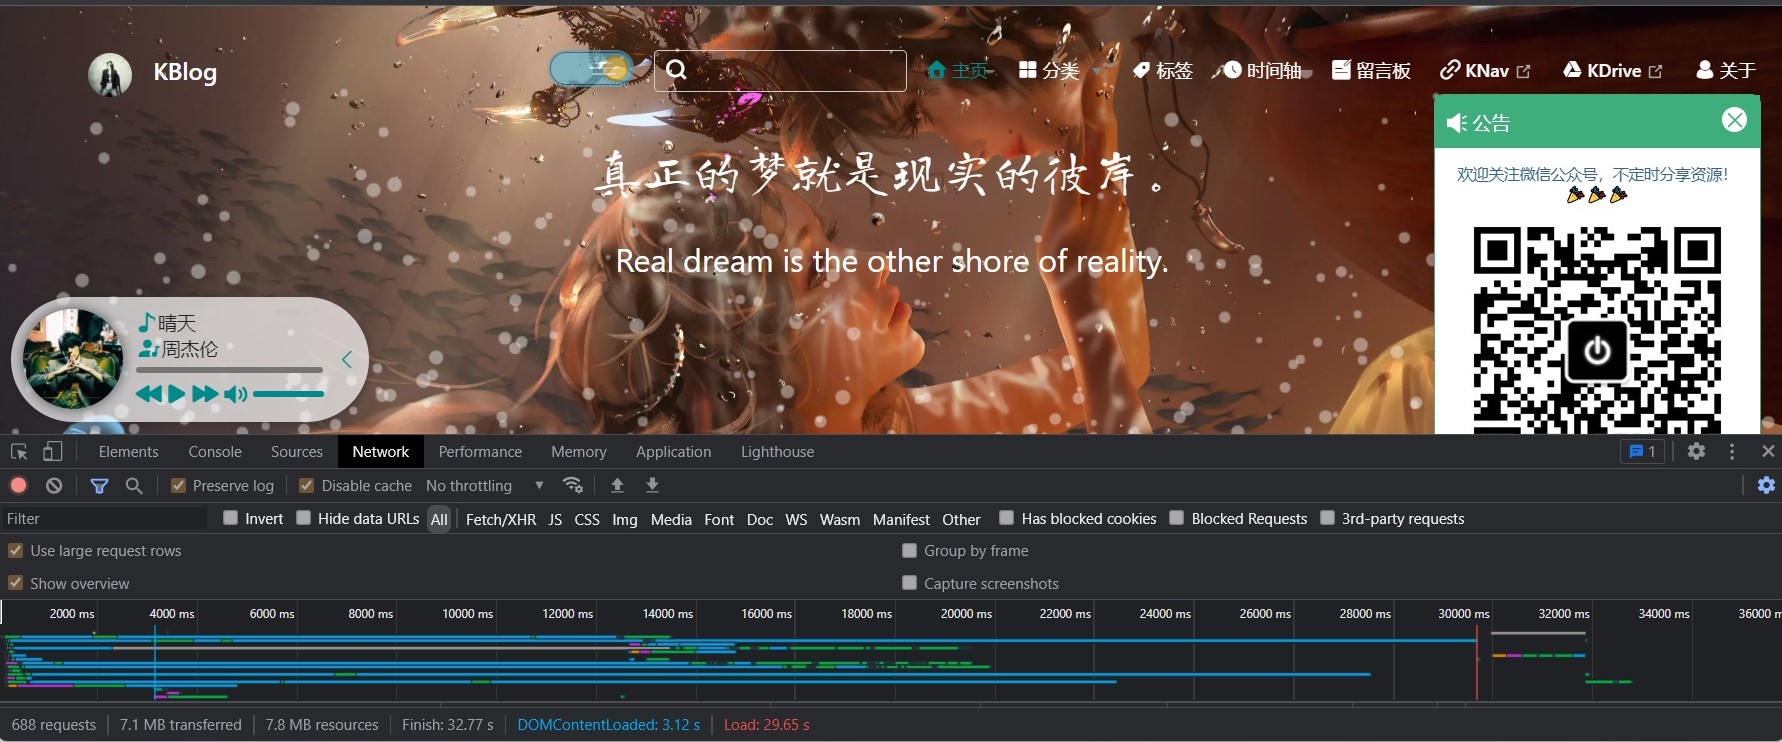 KBlog
主页
分类
标签
时间轴
留言板
KNav
KDrive
关于
公告
欢迎关注微信公众号，不定时分享资源！
真正的梦就是现实的彼岸。
Real dream is the other shore of reality.
晴天
周杰伦
Elements Console Sources Network Performance Memory Application Lighthouse 1
Preserve log Disable cache No throttling
Filter Invert Hide data URLs All Fetch/XHR JS CSS Img Media Font Doc WS Wasm Manifest Other Has blocked cookies Blocked Requests 3rd-party requests
Use large request rows Group by frame
Show overview Capture screenshots
2000 ms 4000 ms 6000 ms 8000 ms 10000 ms 12000 ms 14000 ms 16000 ms 18000 ms 20000 ms 22000 ms 24000 ms 26000 ms 28000 ms 30000 ms 32000 ms 34000 ms 36000 m
688 requests 7.1 MB transferred 7.8 MB resources Finish: 32.77 s DOMContentLoaded: 3.12 s Load: 29.65 s